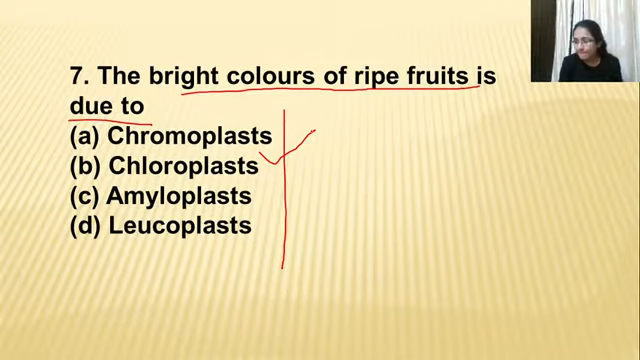 7. The bright colours of ripe fruits is
due to
(a) Chromoplasts
(b) Chloroplasts
(c) Amyloplasts
(d) Leucoplasts